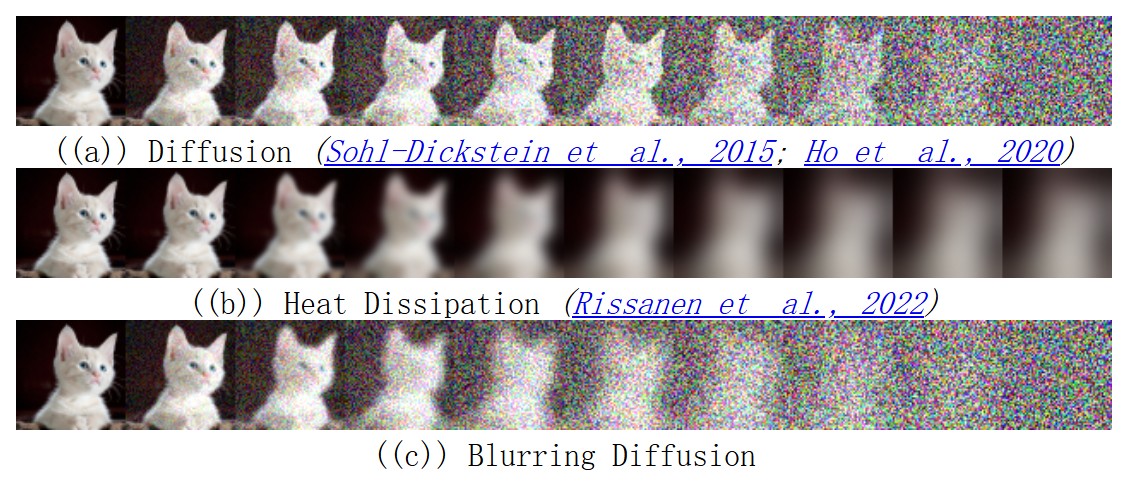 ((a)) Diffusion (Sohl-Dickstein et al., 2015; Ho et al., 2020)
((b)) Heat Dissipation (Rissanen et al., 2022)
((c)) Blurring Diffusion